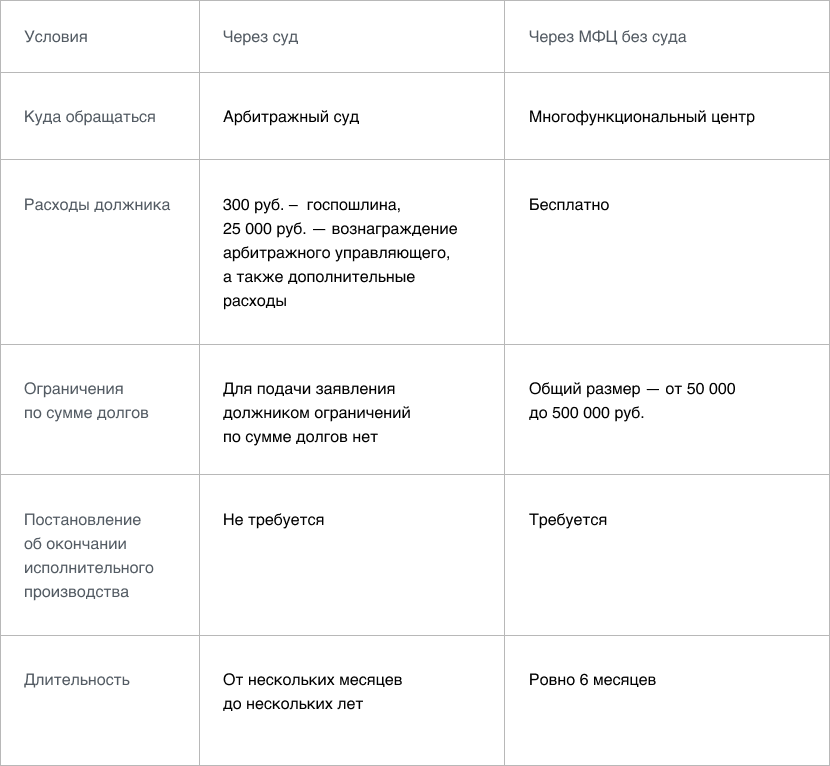 Условия
Через суд
Через МФЦ без суда
Куда обращаться
Арбитражный суд
Многофункциональный центр
Расходы должника
300 руб. – госпошлина,
25 000 руб. — вознаграждение
арбитражного управляющего,
а также дополнительные
расходы
Бесплатно
Ограничения
по сумме долгов
Для подачи заявления
должником ограничений
по сумме долгов нет
Общий размер — от 50 000
до 500 000 руб.
Постановление
об окончании
исполнительного
производства
Не требуется
Требуется
Длительность
От нескольких месяцев
до нескольких лет
Ровно 6 месяцев